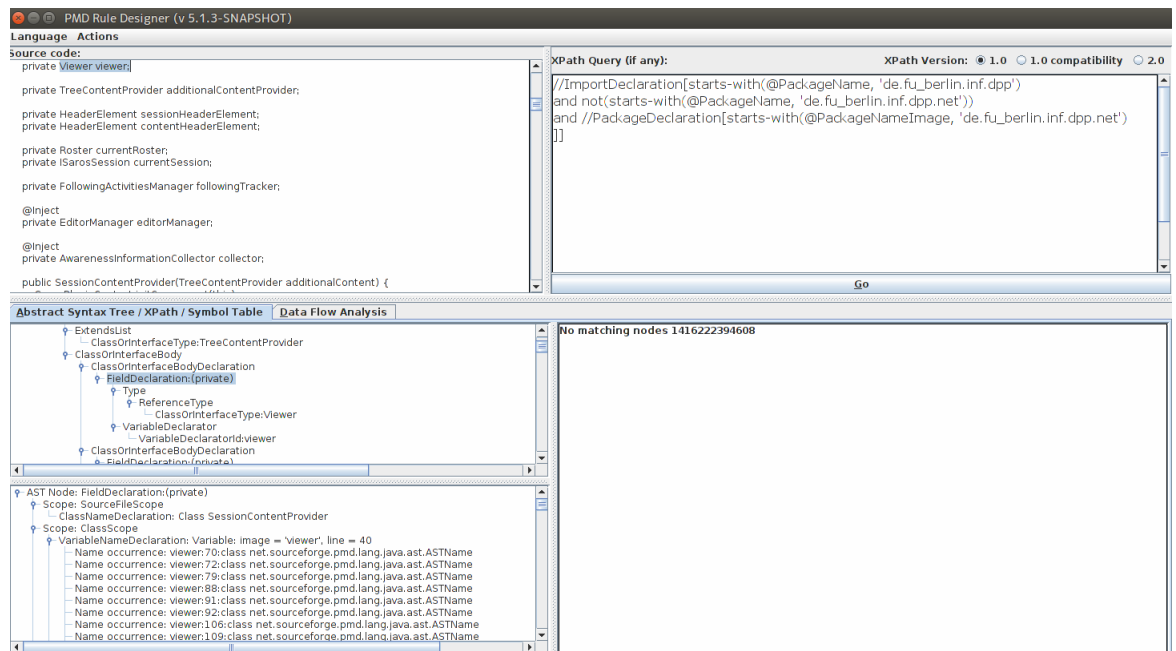 PMD Rule Designer (v 5.1.3-SNAPSHOT)
Language Actions
Source code:
private Viewer viewer;
private TreeContentProvider additionalContentProvider;
private HeaderElement sessionHeaderElement;
private HeaderElement contentHeaderElement;
private Roster currentRoster;
private ISarosSession currentSession;
private FollowingActivitiesManager followingTracker;
@Inject
private EditorManager editorManager;
@Inject
private AwarenessInformationCollector collector;
public SessionContentProvider(TreeContentProvider additionalContent) {
XPath Query (if any): XPath Version: 1.0 1.0 compatibility 2.0
//ImportDeclaration[starts-with(@PackageName, 'de.fu_berlin.inf.dpp')
and not(starts-with(@PackageName, 'de.fu_berlin.inf.dpp.net'))
and //PackageDeclaration[starts-with(@PackageNameImage, 'de.fu_berlin.inf.dpp.net')
]]
Go
Abstract Syntax Tree / XPath / Symbol Table Data Flow Analysis
ExtendsList
ClassOrInterfaceType:TreeContentProvider
ClassOrInterfaceBody
ClassOrInterfaceBodyDeclaration
FieldDeclaration:(private)
Type
ReferenceType
ClassOrInterfaceType:Viewer
VariableDeclarator
VariableDeclaratorId:viewer
ClassOrInterfaceBodyDeclaration
FieldDeclaration:(private)
No matching nodes 1416222394608
AST Node: FieldDeclaration:(private)
Scope: SourceFileScope
ClassNameDeclaration: Class SessionContentProvider
Scope: ClassScope
VariableNameDeclaration: Variable: image = 'viewer', line = 40
Name occurrence: viewer:70:class net.sourceforge.pmd.lang.java.ast.ASTName
Name occurrence: viewer:72:class net.sourceforge.pmd.lang.java.ast.ASTName
Name occurrence: viewer:79:class net.sourceforge.pmd.lang.java.ast.ASTName
Name occurrence: viewer:88:class net.sourceforge.pmd.lang.java.ast.ASTName
Name occurrence: viewer:91:class net.sourceforge.pmd.lang.java.ast.ASTName
Name occurrence: viewer:92:class net.sourceforge.pmd.lang.java.ast.ASTName
Name occurrence: viewer:106:class net.sourceforge.pmd.lang.java.ast.ASTName
Name occurrence: viewer:109:class net.sourceforge.pmd.lang.java.ast.ASTName